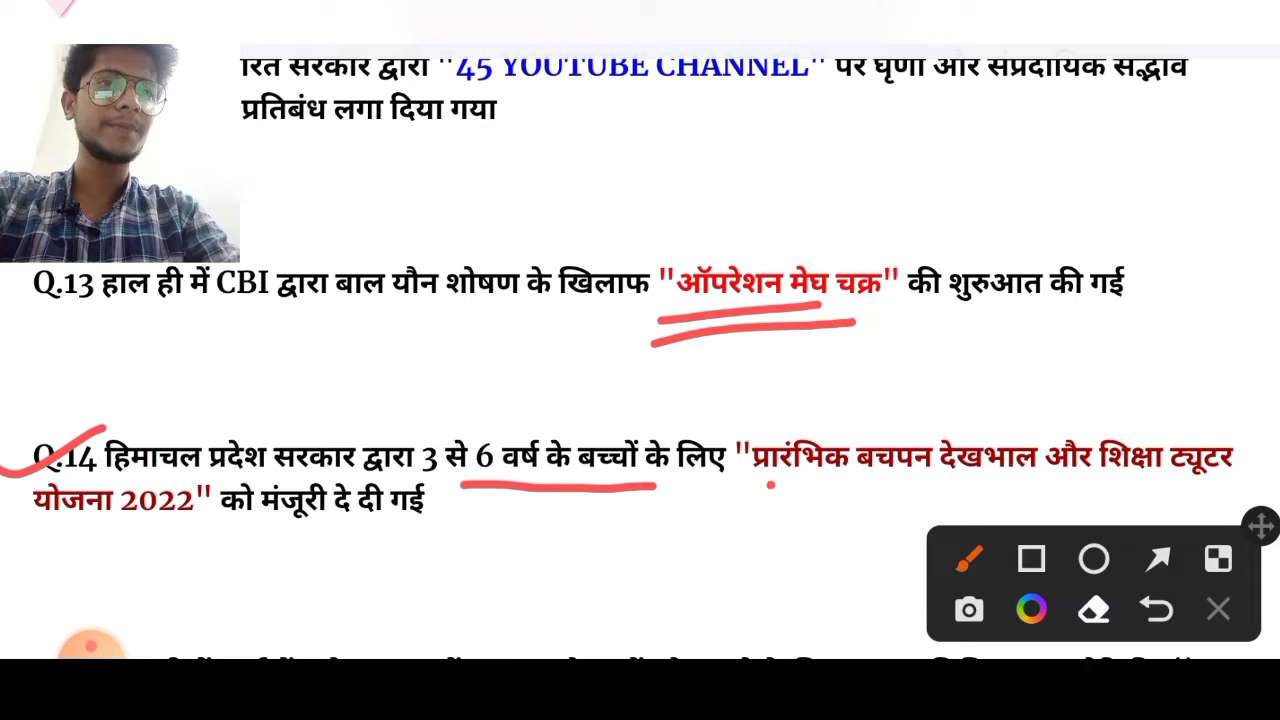 रत सरकार द्वारा "45 YOUTUBE CHANNEL" पर घृणा और संप्रदायिक सद्भाव
प्रतिबंध लगा दिया गया
Q.13 हाल ही में CBI द्वारा बाल यौन शोषण के खिलाफ "ऑपरेशन मेघ चक्र" की शुरुआत की गई
Q.14 हिमाचल प्रदेश सरकार द्वारा 3 से 6 वर्ष के बच्चों के लिए "प्रारंभिक बचपन देखभाल और शिक्षा ट्यूटर
योजना 2022" को मंजूरी दे दी गई